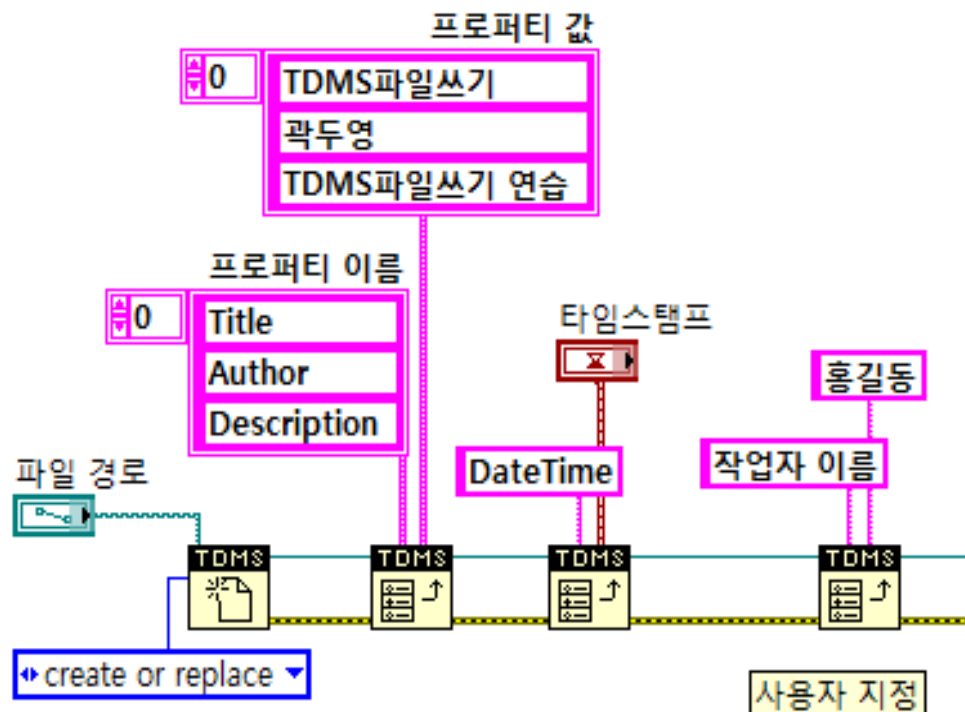 프로퍼티 값
0
TDMS파일쓰기
곽두영
TDMS파일쓰기 연습
프로퍼티 이름
0
Title
Author
Description
타임스탬프
홍길동
DateTime
작업자 이름
파일 경로
TDMS
TDMS
TDMS
TDMS
create or replace
사용자 지정